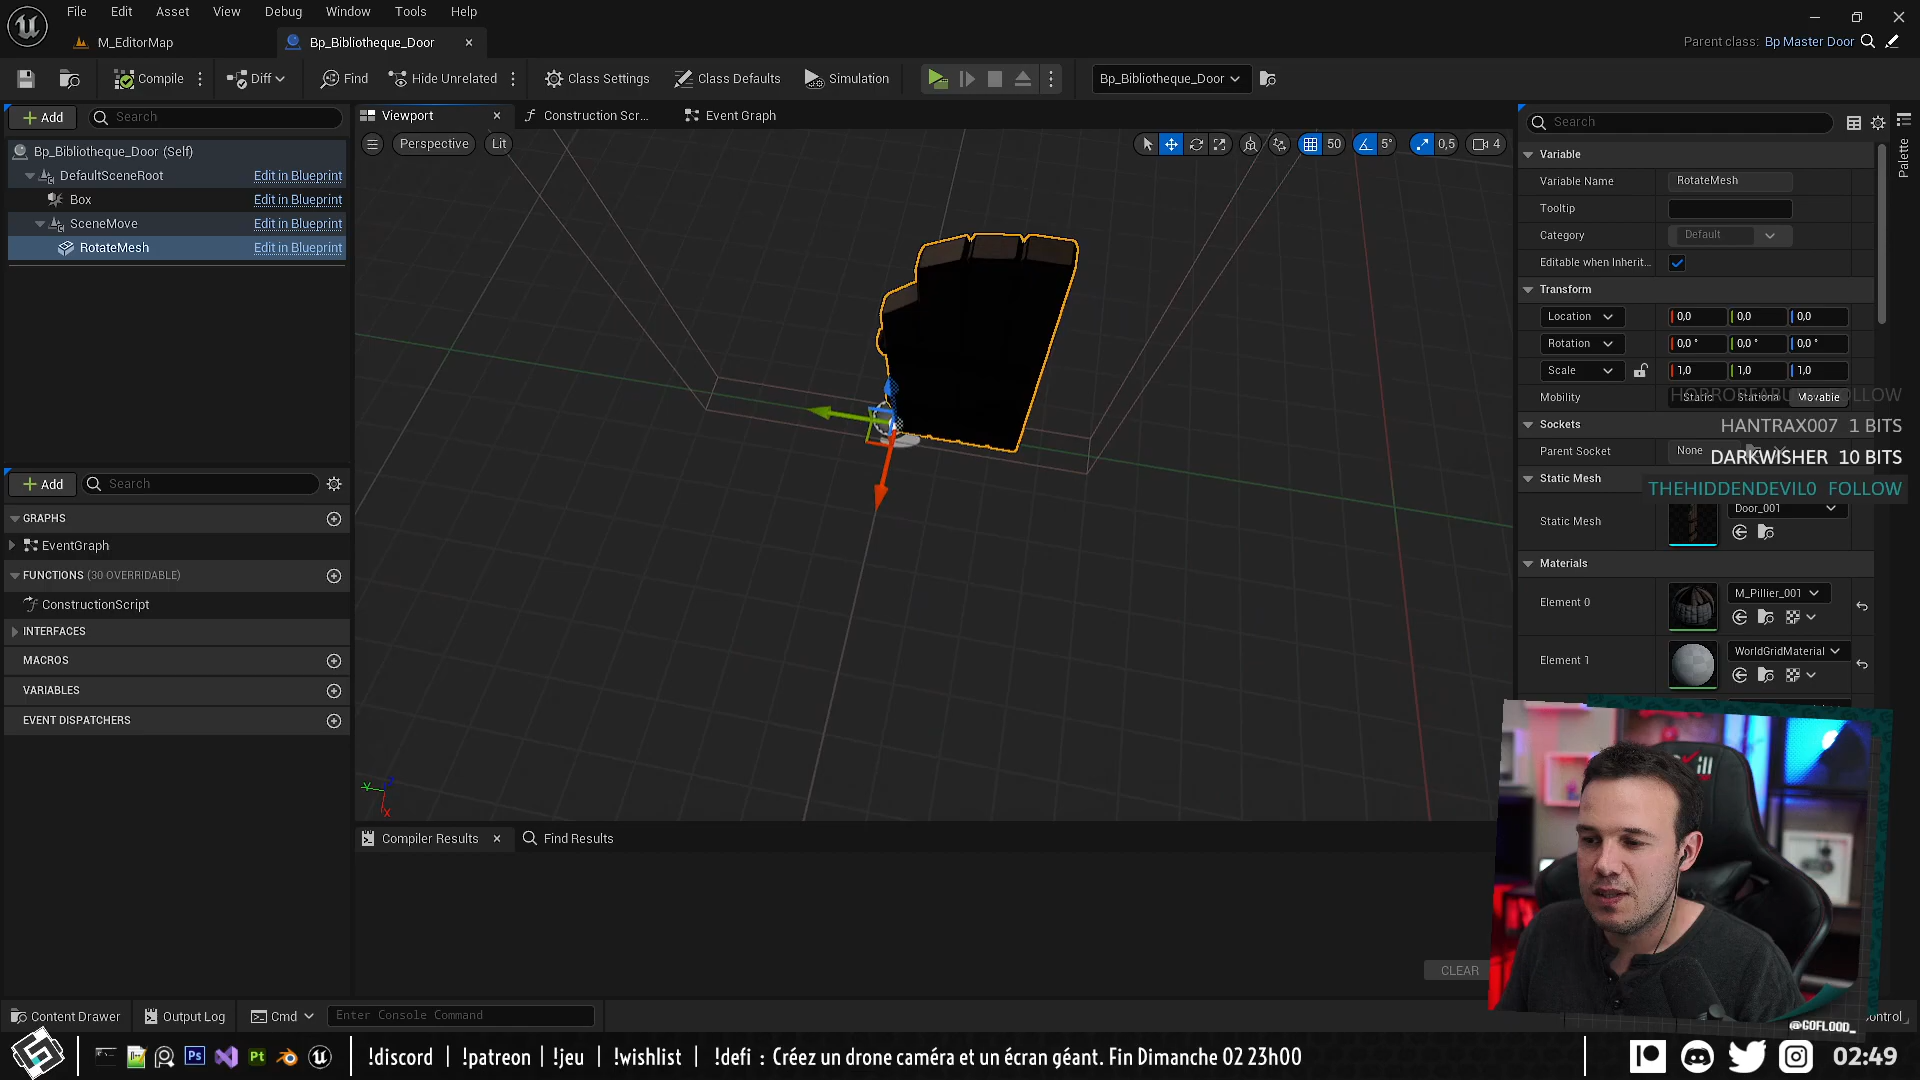 File Edit Asset View Debug Window Tools Help
M_EditorMap
Bp_Bibliotheque_Door
Parent class: Bp Master Door
Compile
Diff
Find
Hide Unrelated
Class Settings
Class Defaults
Simulation
Bp_Bibliotheque_Door
Add
Search
Viewport
Construction Scr...
Event Graph
Search
Palette
Perspective
Lit
50
5°
0,5
4
Bp_Bibliotheque_Door (Self)
DefaultSceneRoot Edit in Blueprint
Box Edit in Blueprint
SceneMove Edit in Blueprint
RotateMesh Edit in Blueprint
Variable
Variable Name RotateMesh
Tooltip
Category Default
Editable when Inherit...
Transform
Location 0,0 0,0 0,0
Rotation 0,0 ° 0,0 ° 0,0 °
Scale 1,0 1,0 1,0
Mobility Static Movable
FOLLOW
Sockets
HANTRAX007 1 BITS
Parent Socket None
DARKWISHER 10 BITS
Static Mesh
THEHIDDENDEVIL0 FOLLOW
Static Mesh Door_001
Materials
Element 0 M_Pillier_001
Element 1 WorldGridMaterial
Add
Search
GRAPHS
EventGraph
FUNCTIONS (30 OVERRIDABLE)
ConstructionScript
INTERFACES
MACROS
VARIABLES
EVENT DISPATCHERS
Y
X
Compiler Results
Find Results
CLEAR
Content Drawer
Output Log
Cmd
Enter Console Command
@GOFLOOD_
Ps
Pt
!discord | !patreon | !jeu | !wishlist | !defi : Créez un drone caméra et un écran géant. Fin Dimanche 02 23h00
02:49